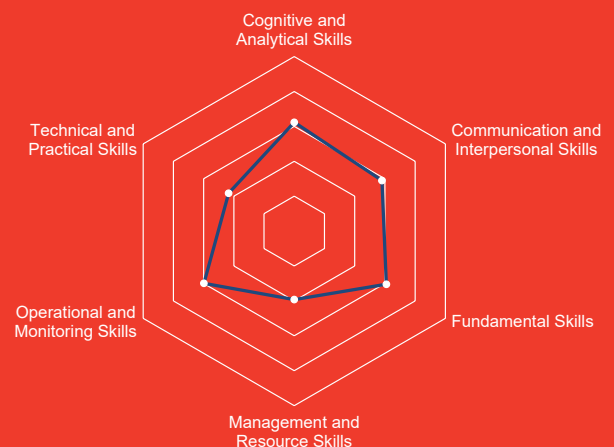 Cognitive and
Analytical Skills
Technical and
Practical Skills
Communication and
Interpersonal Skills
Operational and
Monitoring Skills
Fundamental Skills
Management and
Resource Skills